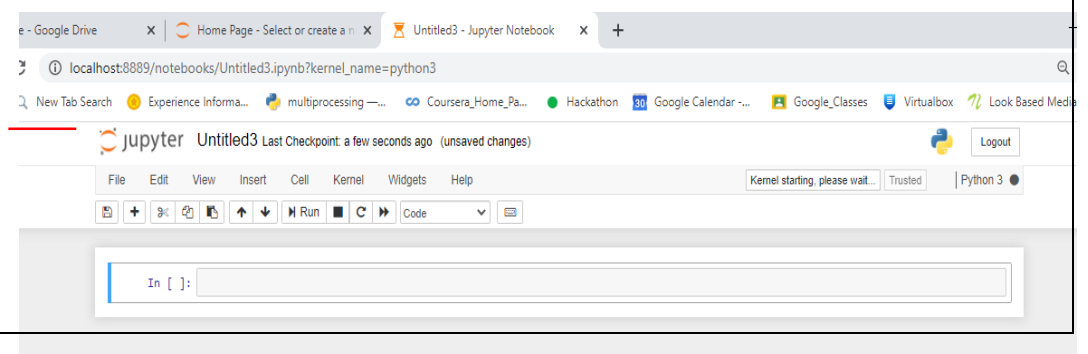 e - Google Drive Home Page - Select or create a n Untitled3 - Jupyter Notebook
localhost:8889/notebooks/Untitled3.ipynb?kernel_name=python3
New Tab Search Experience Informa... multiprocessing —... Coursera_Home_Pa... Hackathon 30 Google Calendar -... Google_Classes Virtualbox Look Based Media
jupyter Untitled3 Last Checkpoint: a few seconds ago (unsaved changes) Logout
File Edit View Insert Cell Kernel Widgets Help Kernel starting, please wait... Trusted Python 3
Run Code
In [ ]: